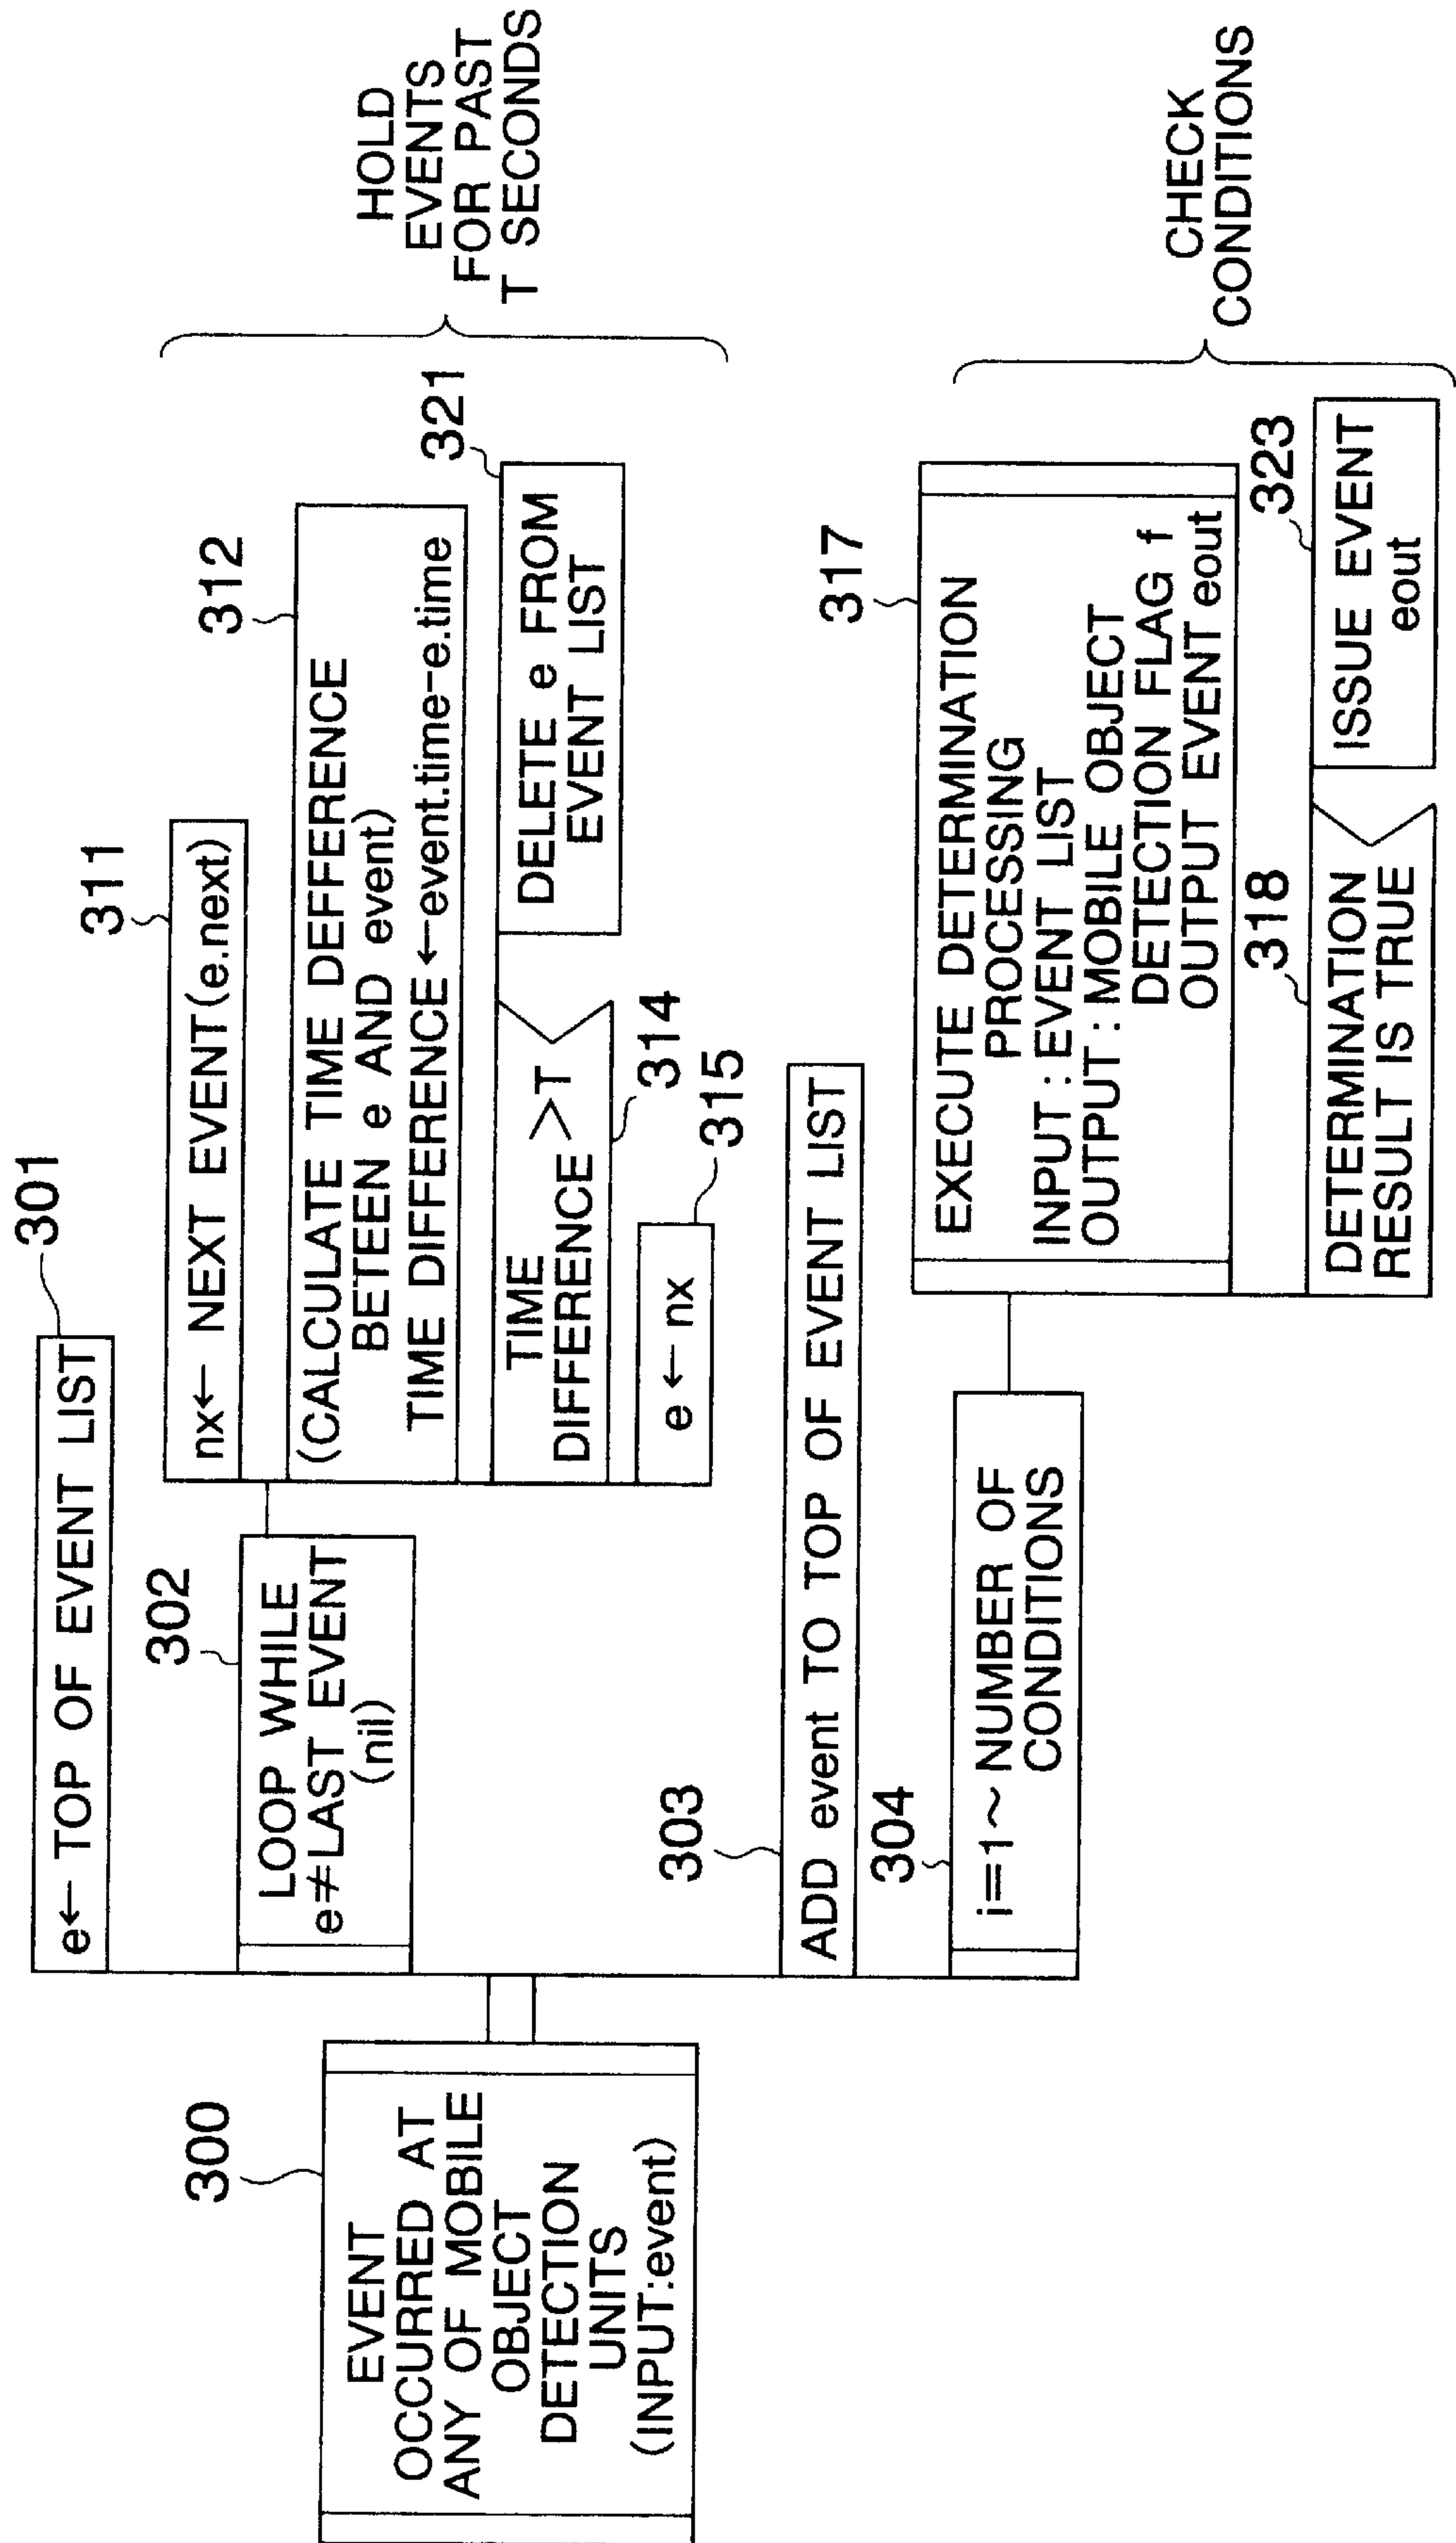 300
EVENT
OCCURRED AT
ANY OF MOBILE
OBJECT
DETECTION
UNITS
(INPUT:event)
301
e← TOP OF EVENT LIST
302
LOOP WHILE
e≠LAST EVENT
(nil)
311
nx← NEXT EVENT(e.next)
312
(CALCULATE TIME DEFFERENCE
BETEEN e AND event)
TIME DIFFERENCE←event.time-e.time
TIME
DIFFERENCE >T
314
321
DELETE e FROM
EVENT LIST
315
e ← nx
HOLD
EVENTS
FOR PAST
T SECONDS
303
ADD event TO TOP OF EVENT LIST
304
i=1~NUMBER OF
CONDITIONS
317
EXECUTE DETERMINATION
PROCESSING
INPUT : EVENT LIST
OUTPUT : MOBILE OBJECT
DETECTION FLAG f
OUTPUT EVENT eout
318
DETERMINATION
RESULT IS TRUE
323
ISSUE EVENT
eout
CHECK
CONDITIONS